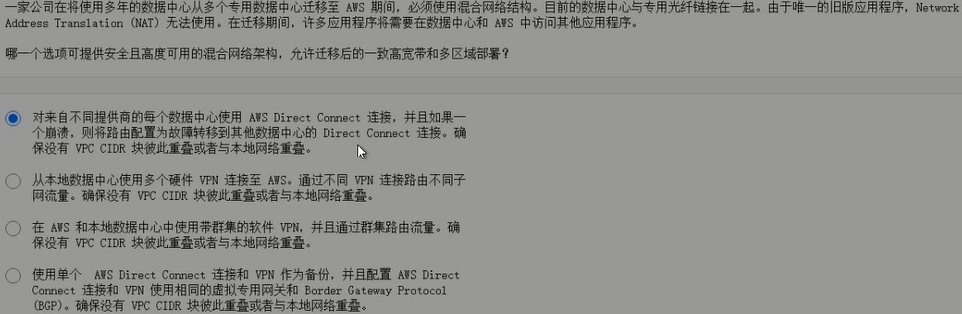 一家公司在将使用多年的数据中心从多个专用数据中心迁移至 AWS 期间，必须使用混合网络结构。目前的数据中心与专用光纤链接在一起。由于唯一的旧版应用程序，Network
Address Translation (NAT) 无法使用。在迁移期间，许多应用程序将需要在数据中心和 AWS 中访问其他应用程序。
哪一个选项可提供安全且高度可用的混合网络架构，允许迁移后的一致高宽带和多区域部署？
对来自不同提供商的每个数据中心使用 AWS Direct Connect 连接，并且如果一
个崩溃，则将路由配置为故障转移到其他数据中心的 Direct Connect 连接。确
保没有 VPC CIDR 块彼此重叠或者与本地网络重叠。
从本地数据中心使用多个硬件 VPN 连接至 AWS。通过不同 VPN 连接路由不同子
网流量。确保没有 VPC CIDR 块彼此重叠或者与本地网络重叠。
在 AWS 和本地数据中心中使用带群集的软件 VPN，并且通过群集路由流量。确
保没有 VPC CIDR 块彼此重叠或者与本地网络重叠。
使用单个 AWS Direct Connect 连接和 VPN 作为备份，并且配置 AWS Direct
Connect 连接和 VPN 使用相同的虚拟专用网关和 Border Gateway Protocol
(BGP)。确保没有 VPC CIDR 块彼此重叠或者与本地网络重叠。